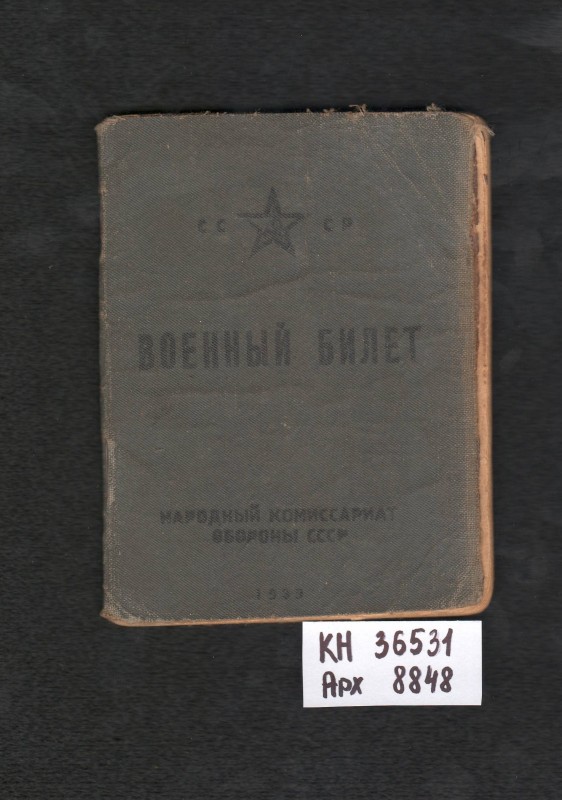 СС СР
ВОЕННЫЙ БИЛЕТ
НАРОДНЫЙ КОМИССАРИАТ
ОБОРОНЫ СССР
КН 36531
Арх 8848